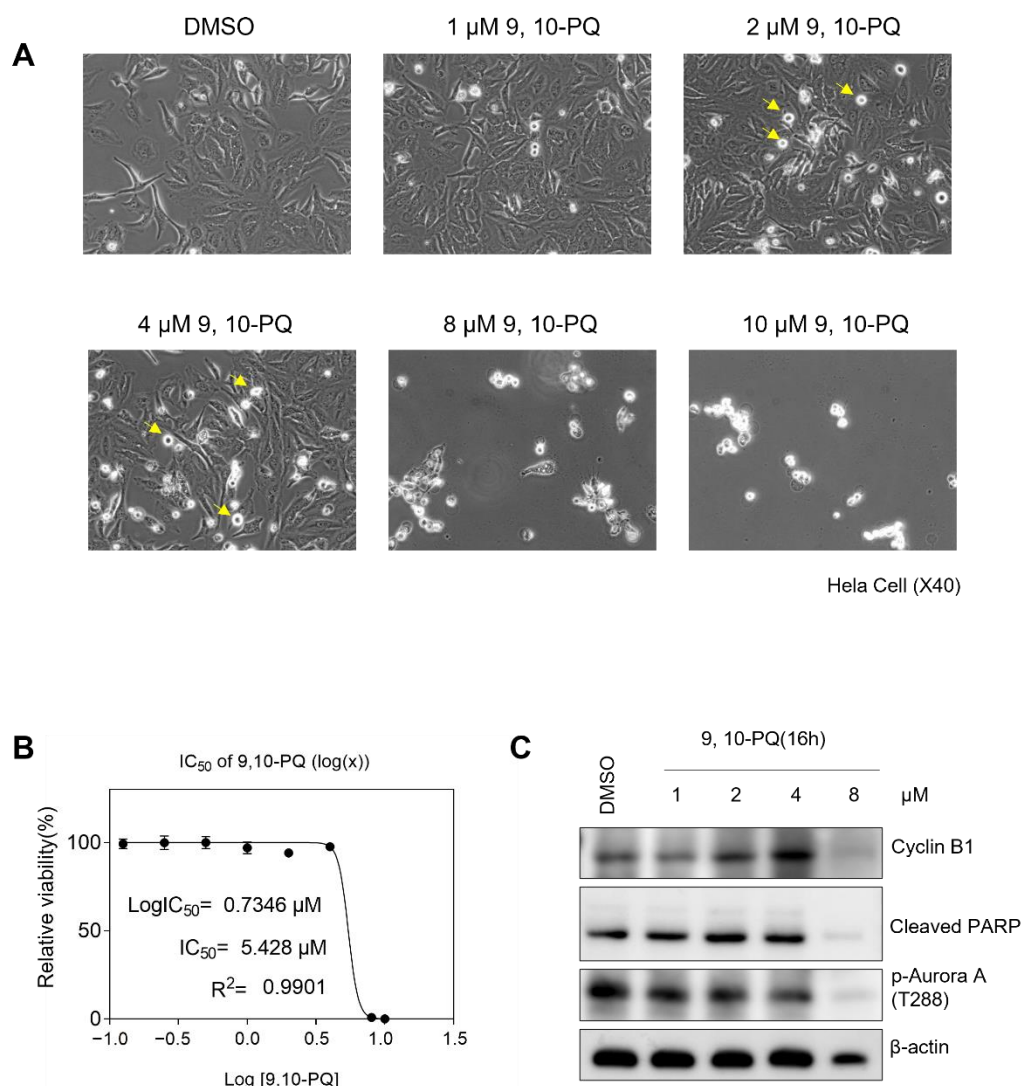 A
DMSO
1 µM 9, 10-PQ
2 µM 9, 10-PQ
4 µM 9, 10-PQ
8 µM 9, 10-PQ
10 µM 9, 10-PQ
Hela Cell (X40)
B
IC50 of 9,10-PQ (log(x))
Relative viability(%)
100
50
0
LogIC50= 0.7346 µM
IC50= 5.428 µM
R2= 0.9901
−1.0 −0.5 0.0 0.5 1.0 1.5
Log [9,10-PQ]
C
9, 10-PQ(16h)
DMSO 1 2 4 8 µM
Cyclin B1
Cleaved PARP
p-Aurora A
(T288)
β-actin